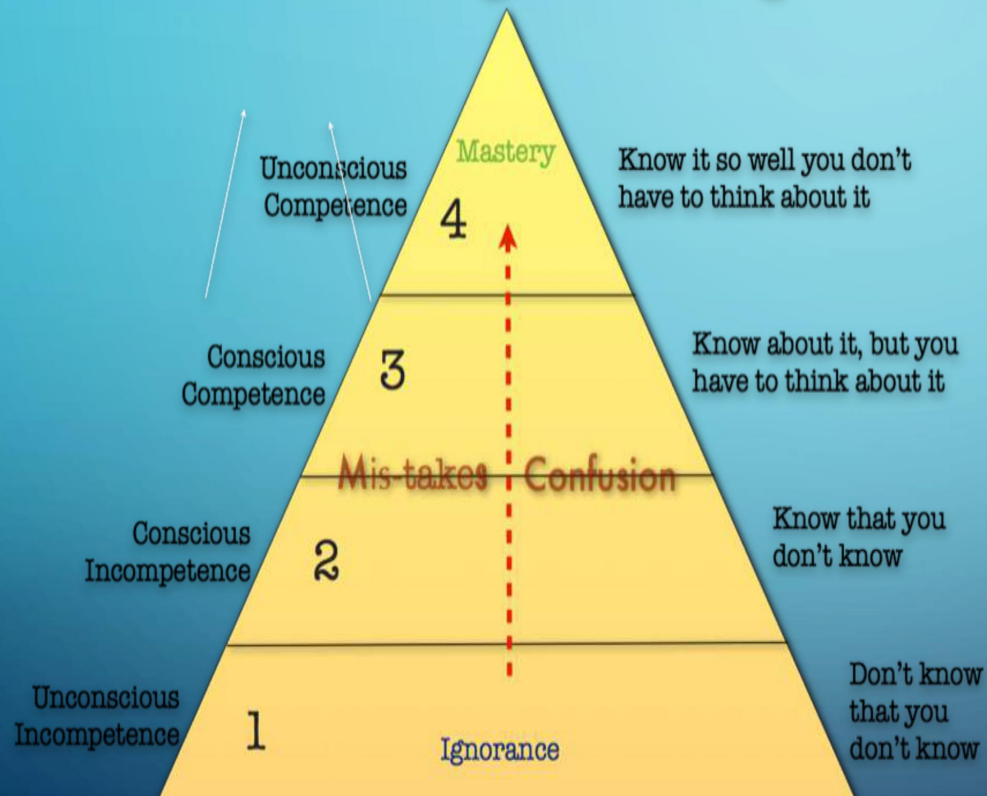 Mastery
Unconscious
Competence
4
Know it so well you don't
have to think about it
Conscious
Competence
3
Know about it, but you
have to think about it
Mis-takes Confusion
Conscious
Incompetence
2
Know that you
don't know
Unconscious
Incompetence
1
Ignorance
Don't know
that you
don't know